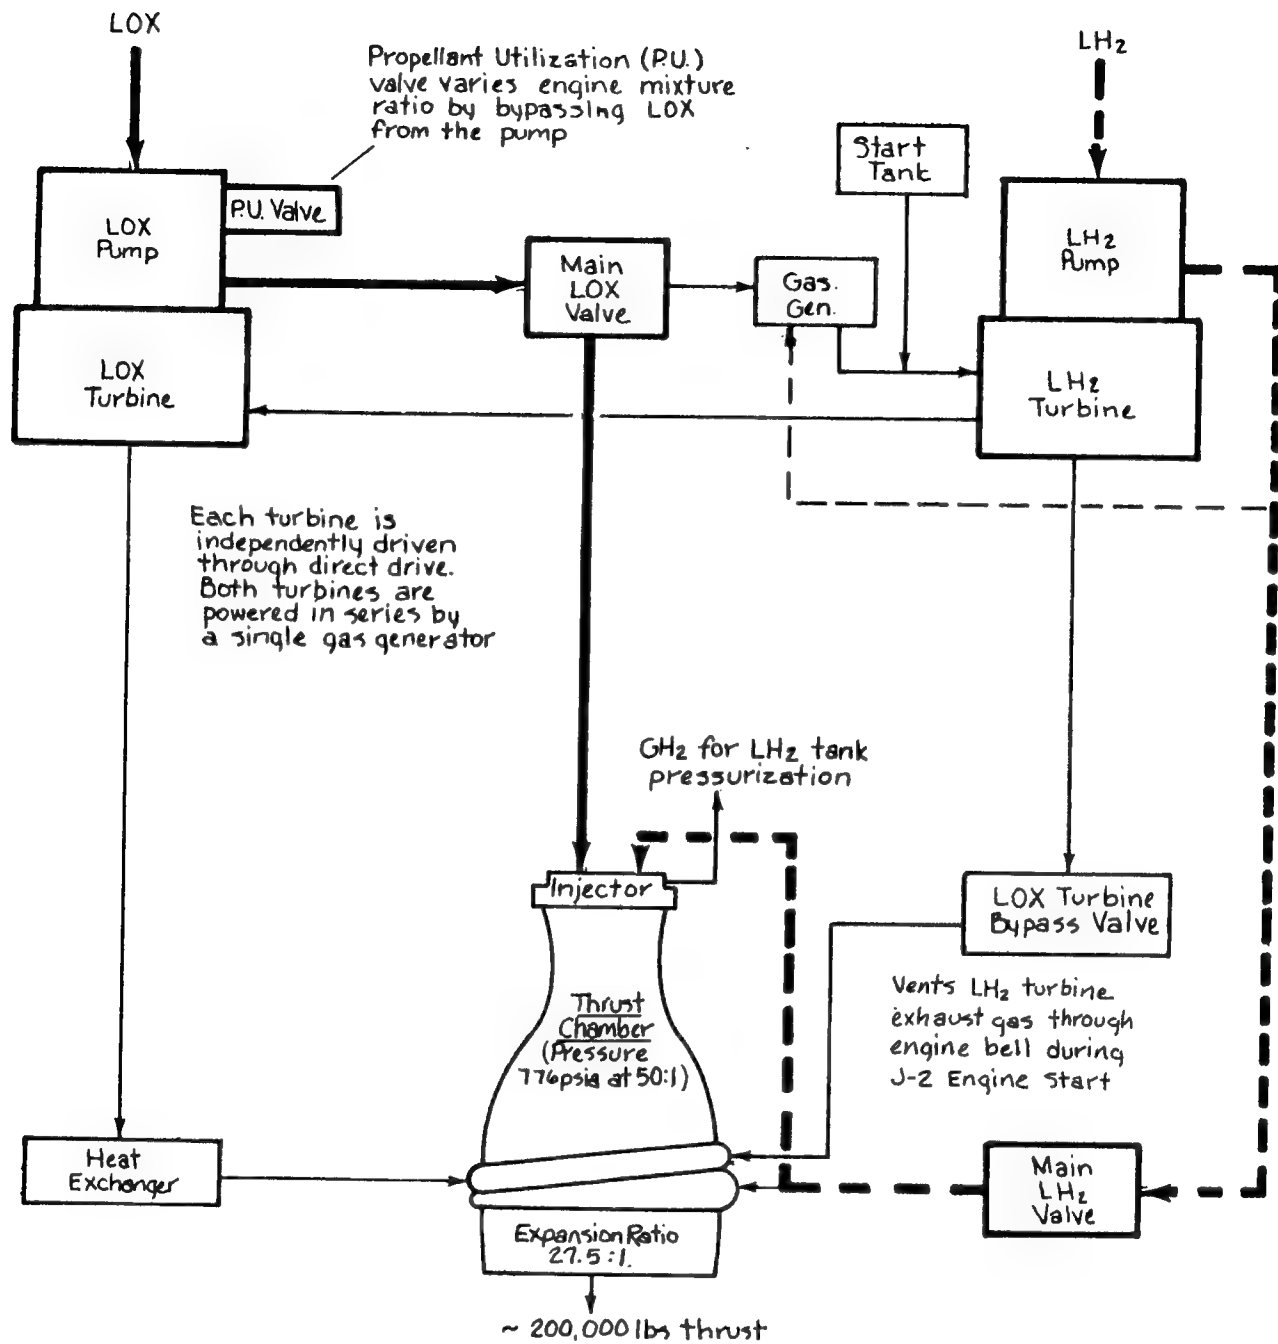 LOX
Propellant Utilization (P.U.)
valve varies engine mixture
ratio by bypassing LOX
from the pump
LH2
Start
Tank
LOX
Pump
P.U. Valve
Main
LOX
Valve
Gas.
Gen.
LH2
Pump
LOX
Turbine
LH2
Turbine
Each turbine is
independently driven
through direct drive.
Both turbines are
powered in series by
a single gas generator
GH2 for LH2 tank
pressurization
Injector
LOX Turbine
Bypass Valve
Vents LH2 turbine
exhaust gas through
engine bell during
J-2 Engine Start
Thrust
Chamber
(Pressure
776psia at 50:1)
Heat
Exchanger
Main
LH2
Valve
Expansion Ratio
27.5:1.
~ 200,000 lbs thrust